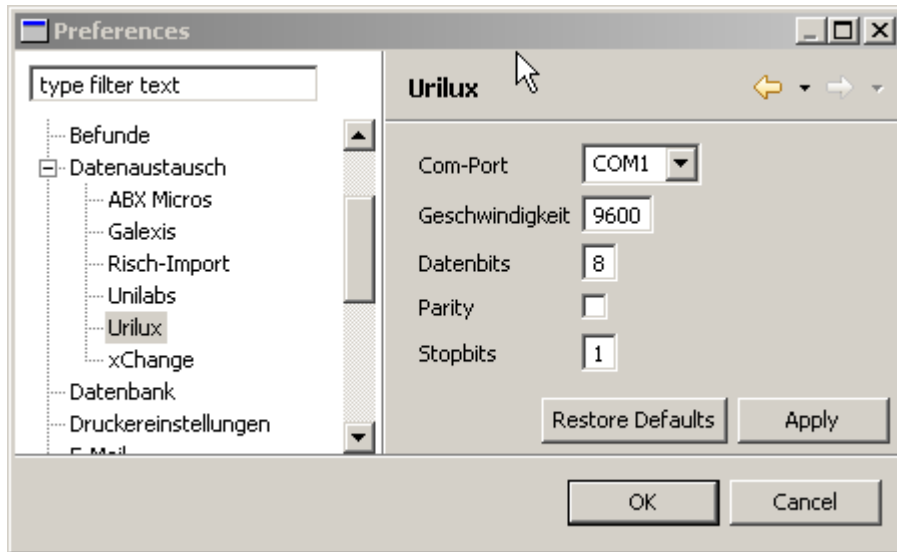 Preferences
type filter text
Befunde
Datenaustausch
ABX Micros
Galexis
Risch-Import
Unilabs
Urilux
xChange
Datenbank
Druckereinstellungen
E-Mail
Urilux
Com-Port COM1
Geschwindigkeit 9600
Datenbits 8
Parity
Stopbits 1
Restore Defaults Apply
OK Cancel